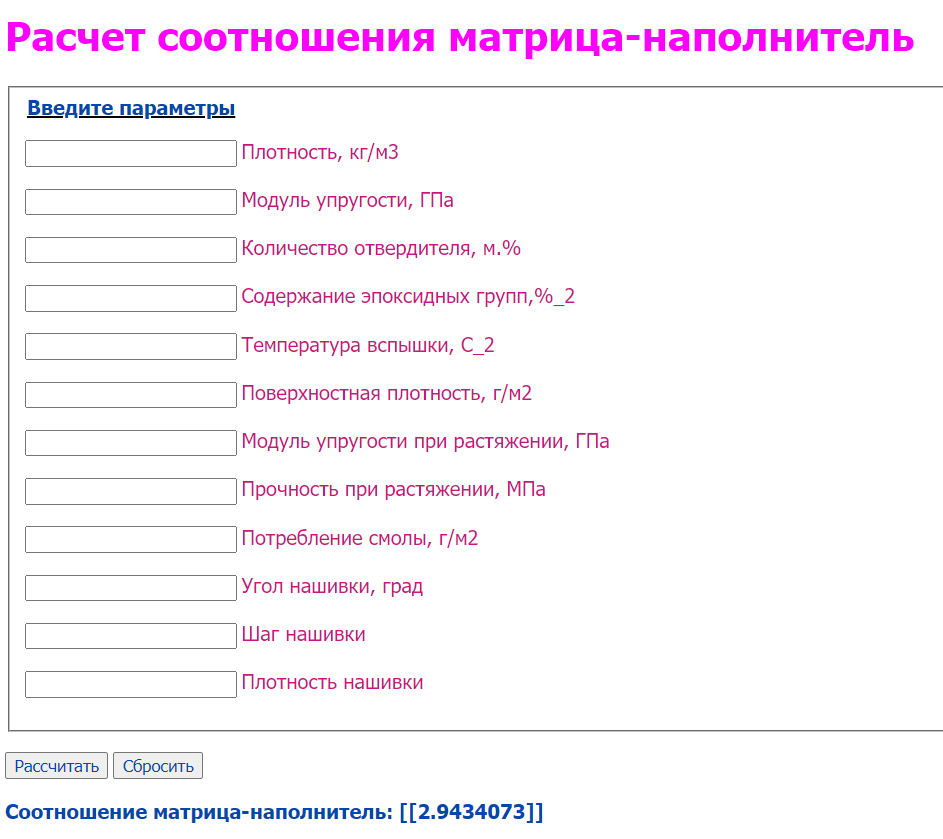 Расчет соотношения матрица-наполнитель
Введите параметры
Плотность, кг/м3
Модуль упругости, ГПа
Количество отвердителя, м.%
Содержание эпоксидных групп,%_2
Температура вспышки, С_2
Поверхностная плотность, г/м2
Модуль упругости при растяжении, ГПа
Прочность при растяжении, МПа
Потребление смолы, г/м2
Угол нашивки, град
Шаг нашивки
Плотность нашивки
Рассчитать Сбросить
Соотношение матрица-наполнитель: [[2.9434073]]